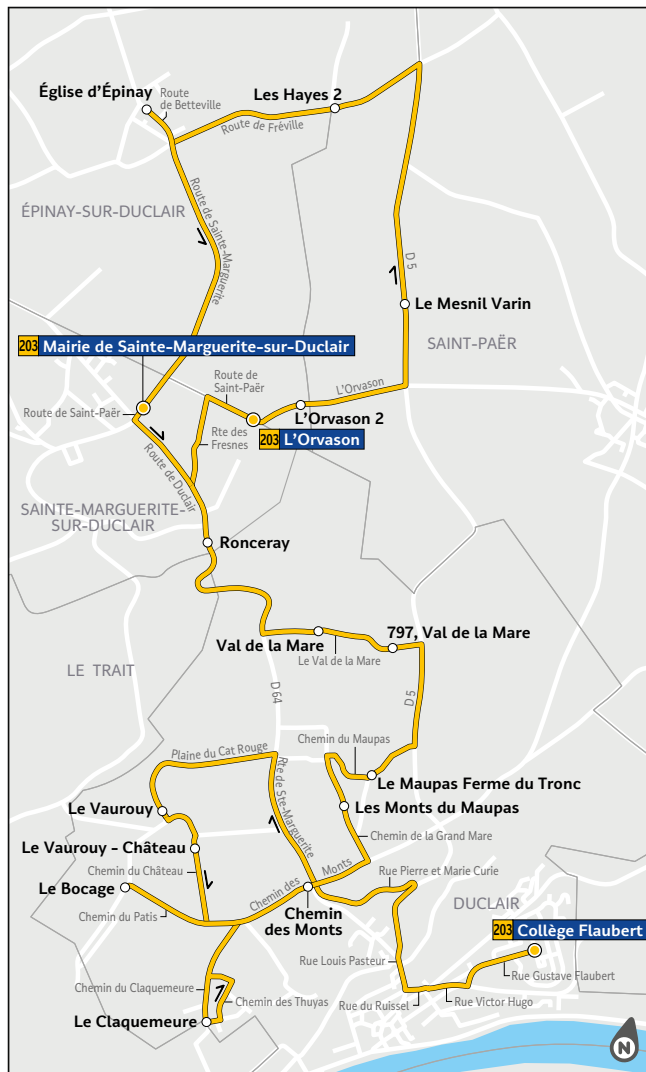 Église d'Épinay
Route
de Betteville
Les Hayes 2
Route de Fréville
ÉPINAY-SUR-DUCLAIR
Route de Sainte-Marguerite
D 5
Le Mesnil Varin
SAINT-PAËR
203 Mairie de Sainte-Marguerite-sur-Duclair
Route de
Saint-Paër
L'Orvason
Route de Saint-Paër
L'Orvason 2
Rte des
Fresnes
203 L'Orvason
Route de Duclair
SAINTE-MARGUERITE-
SUR-DUCLAIR
Ronceray
Val de la Mare
797, Val de la Mare
Le Val de la Mare
LE TRAIT
D 64
D 5
Chemin du Maupas
Plaine du Cat Rouge
Rte de Ste-Marguerite
Le Maupas Ferme du Tronc
Le Vaurouy
Les Monts du Maupas
Chemin de la Grand Mare
Le Vaurouy - Château
Chemin du Château
Chemin des Monts
Rue Pierre et Marie Curie
Le Bocage
Chemin du Patis
Chemin
des Monts
DUCLAIR
203 Collège Flaubert
Rue Louis Pasteur
Rue Gustave Flaubert
Chemin du Claquemeure
Chemin des Thuyas
Rue du Ruissel
Rue Victor Hugo
Le Claquemeure
N